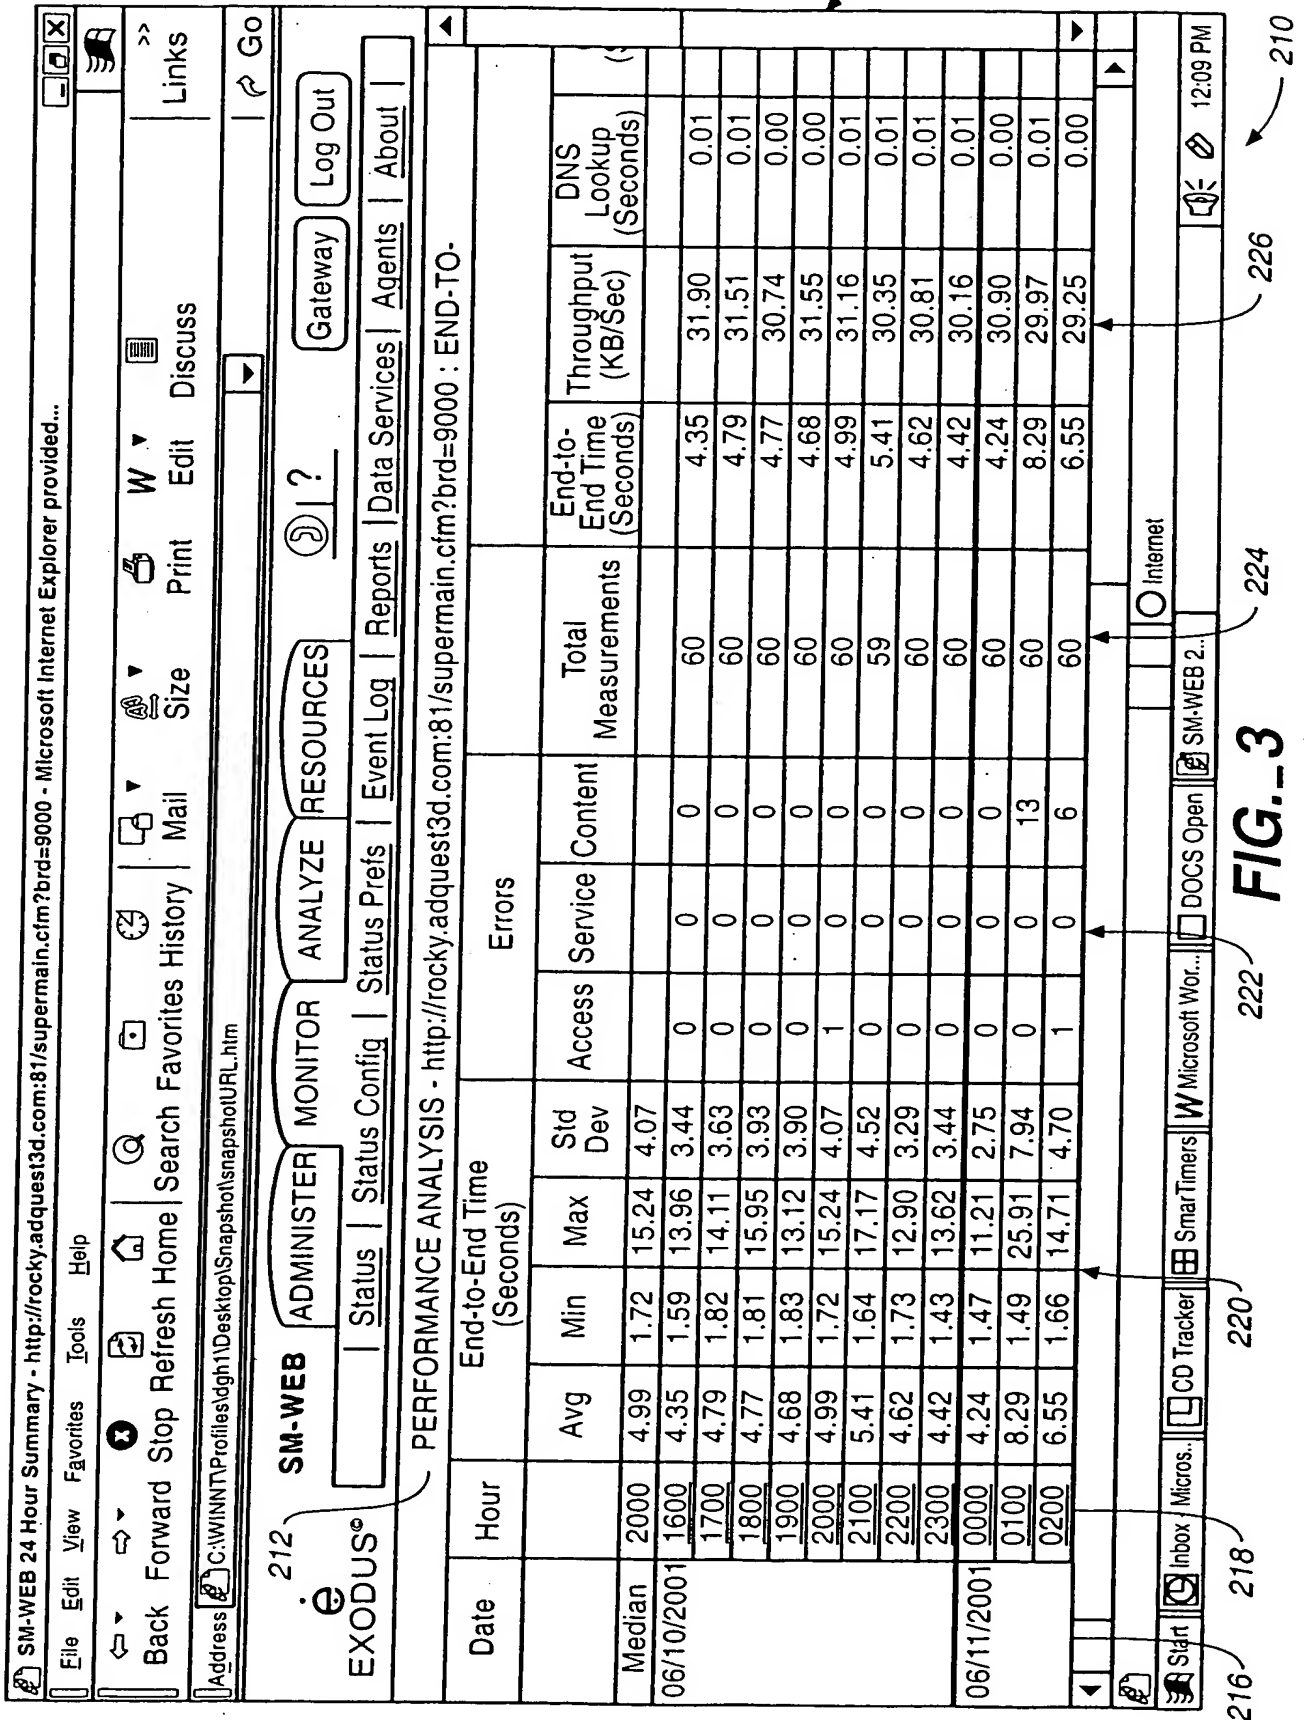 SM-WEB 24 Hour Summary - http://rocky.adquest3d.com:81/supermain.cfm?brd=9000 - Microsoft Internet Explorer provided...
File Edit View Favorites Tools Help
Back Forward Stop Refresh Home Search Favorites History Mail Size Print Edit Discuss Links >>
Address C:\WINNT\Profiles\dgh1\Desktop\Snapshot\snapshotURL.htm Go
212
EXODUS SM-WEB ADMINISTER MONITOR ANALYZE RESOURCES ? Gateway Log Out
| Status | Status Config | Status Prefs | Event Log | Reports | Data Services | Agents | About |
PERFORMANCE ANALYSIS - http://rocky.adquest3d.com:81/supermain.cfm?brd=9000 : END-TO-
End-to-End Time (Seconds) Errors
Date Hour Avg Min Max Std Dev Access Service Content Total Measurements End-to-End Time (Seconds) Throughput (KB/Sec) DNS Lookup (Seconds)
Median 2000 4.99 1.72 15.24 4.07
06/10/2001 1600 4.35 1.59 13.96 3.44 0 0 0 60 4.35 31.90 0.01
1700 4.79 1.82 14.11 3.63 0 0 0 60 4.79 31.51 0.01
1800 4.77 1.81 15.95 3.93 0 0 0 60 4.77 30.74 0.00
1900 4.68 1.83 13.12 3.90 0 0 0 60 4.68 31.55 0.00
2000 4.99 1.72 15.24 4.07 1 0 0 60 4.99 31.16 0.01
2100 5.41 1.64 17.17 4.52 0 0 0 59 5.41 30.35 0.01
2200 4.62 1.73 12.90 3.29 0 0 0 60 4.62 30.81 0.01
2300 4.42 1.43 13.62 3.44 0 0 0 60 4.42 30.16 0.01
06/11/2001 0000 4.24 1.47 11.21 2.75 0 0 0 60 4.24 30.90 0.00
0100 8.29 1.49 25.91 7.94 0 0 13 60 8.29 29.97 0.01
0200 6.55 1.66 14.71 4.70 1 0 6 60 6.55 29.25 0.00
Internet
Start Inbox - Micros.. CD Tracker SmarTimers W Microsoft Wor... DOCS Open SM-WEB 2... 12:09 PM
216 218 220 222 224 226 210
FIG._3